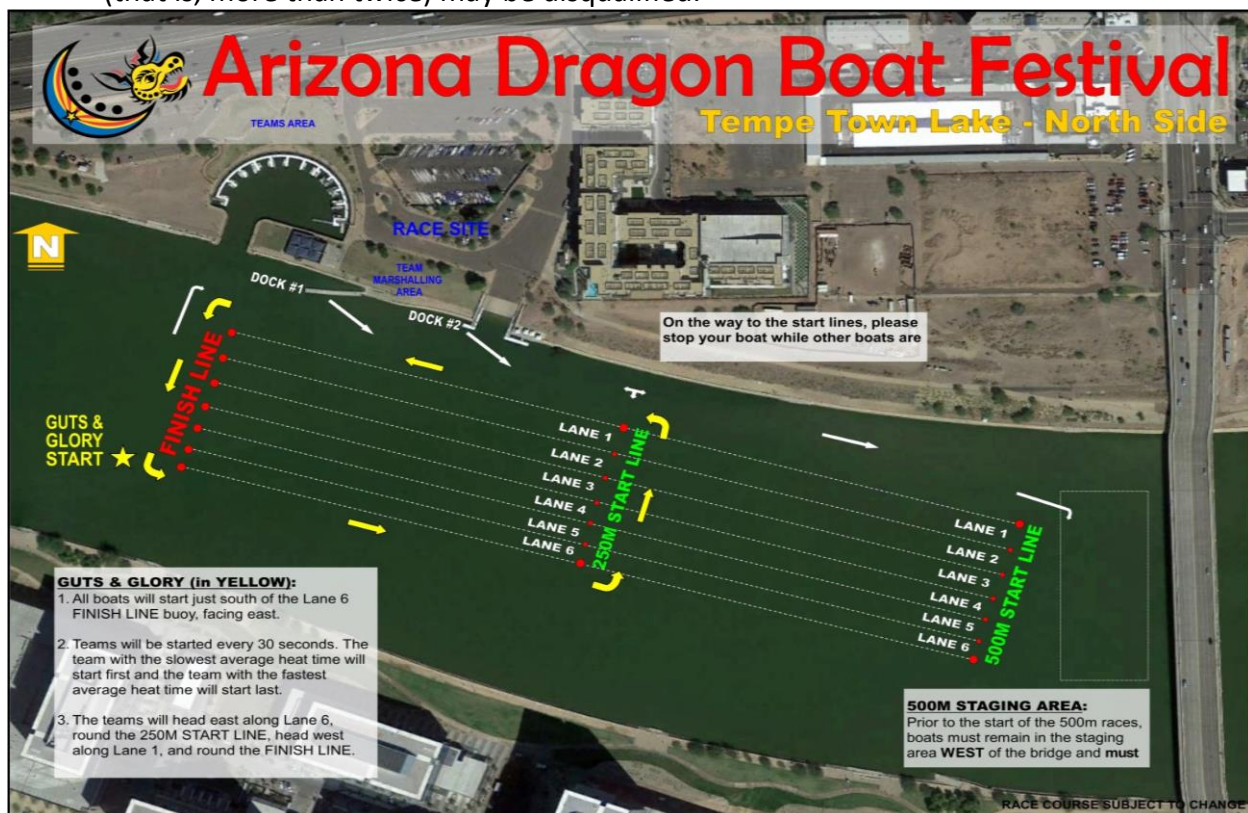 (that is, more than twice) may be disqualified.
Arizona Dragon Boat Festival
Tempe Town Lake - North Side
TEAMS AREA
RACE SITE
N
TEAM
MARSHALLING
AREA
DOCK #1
DOCK #2
On the way to the start lines, please
stop your boat while other boats are
FINISH LINE
GUTS &
GLORY
START
LANE 1
LANE 2
LANE 3
LANE 4
LANE 5
LANE 6
250M START LINE
LANE 1
LANE 2
LANE 3
LANE 4
LANE 5
LANE 6
500M START LINE
GUTS & GLORY (in YELLOW):
1. All boats will start just south of the Lane 6
FINISH LINE buoy, facing east.
2. Teams will be started every 30 seconds. The
team with the slowest average heat time will
start first and the team with the fastest
average heat time will start last.
3. The teams will head east along Lane 6,
round the 250M START LINE, head west
along Lane 1, and round the FINISH LINE.
500M STAGING AREA:
Prior to the start of the 500m races,
boats must remain in the staging
area WEST of the bridge and must
RACE COURSE SUBJECT TO CHANGE